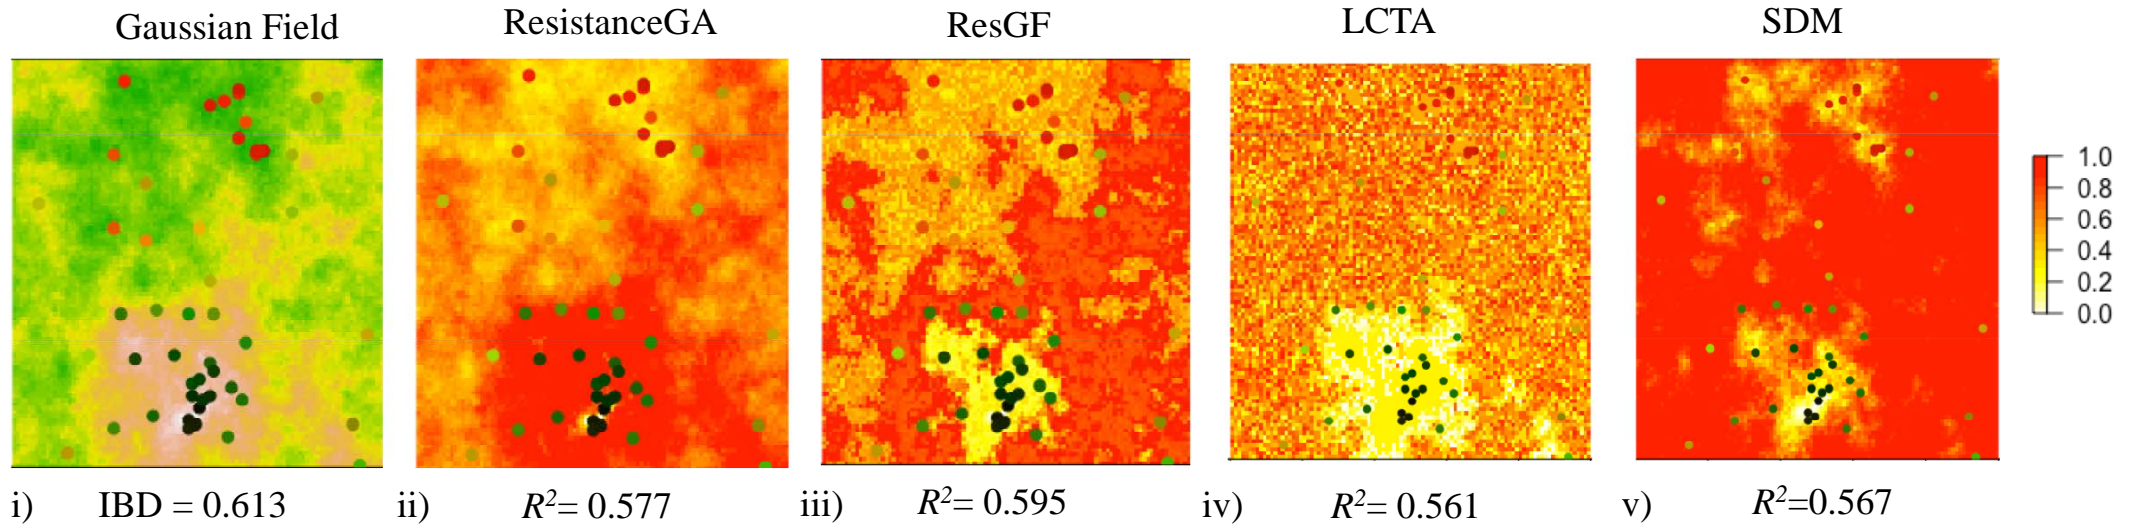 Gaussian Field
ResistanceGA
ResGF
LCTA
SDM
1.0
0.8
0.6
0.4
0.2
0.0
i) IBD = 0.613
ii) R²= 0.577
iii) R²= 0.595
iv) R²= 0.561
v) R²=0.567